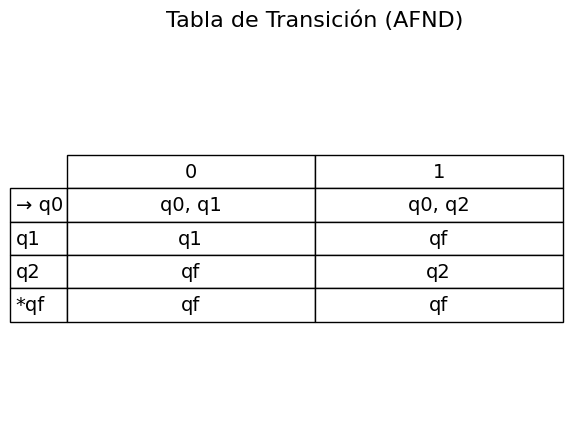 Tabla de Transición (AFND)
0 1
→ q0 q0, q1 q0, q2
q1 q1 qf
q2 qf q2
*qf qf qf